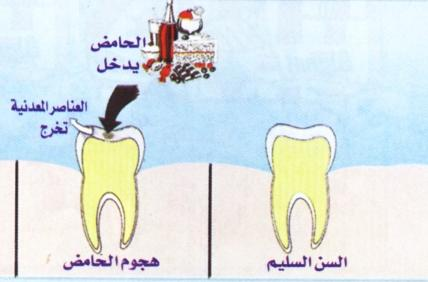 الحامض
يدخل
العناصر المعدنية
تخرج
السن السليم
هجوم الحامض